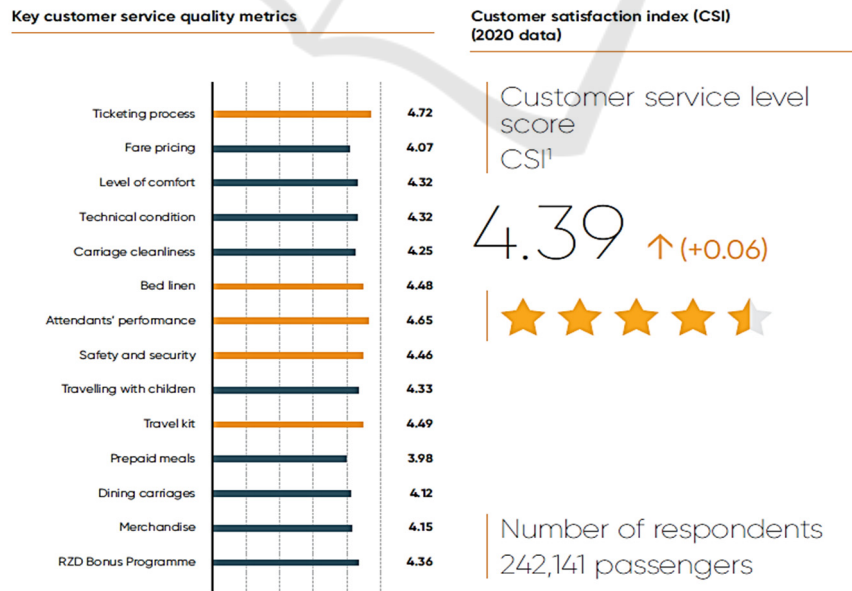 Key customer service quality metrics
Ticketing process 4.72
Fare pricing 4.07
Level of comfort 4.32
Technical condition 4.32
Carriage cleanliness 4.25
Bed linen 4.48
Attendants' performance 4.65
Safety and security 4.46
Travelling with children 4.33
Travel kit 4.49
Prepaid meals 3.98
Dining carriages 4.12
Merchandise 4.15
RZD Bonus Programme 4.36
Customer satisfaction index (CSI)
(2020 data)
Customer service level
score
CSI¹
4.39 ↑ (+0.06)
Number of respondents
242,141 passengers